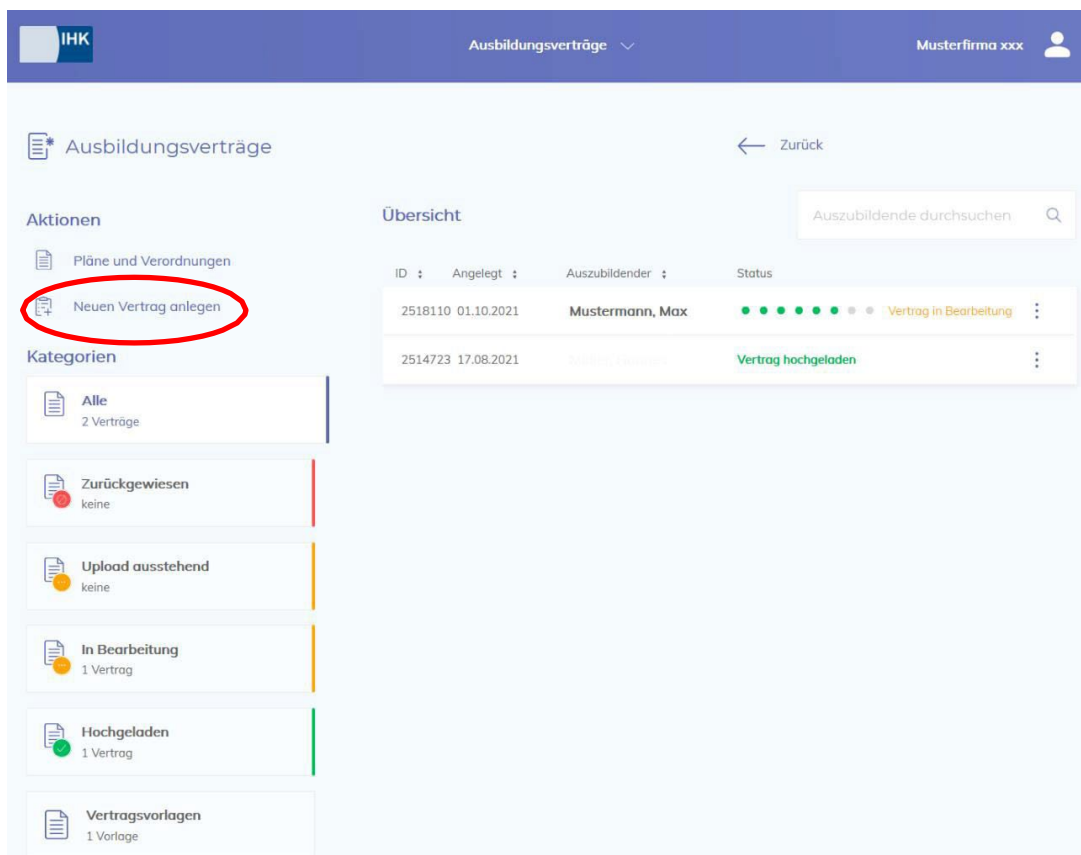 IHK
Ausbildungsverträge
Musterfirma xxx
Ausbildungsverträge
Zurück
Aktionen
Pläne und Verordnungen
Neuen Vertrag anlegen
Kategorien
Alle
2 Verträge
Zurückgewiesen
keine
Upload ausstehend
keine
In Bearbeitung
1 Vertrag
Hochgeladen
1 Vertrag
Vertragsvorlagen
1 Vorlage
Übersicht
Auszubildende durchsuchen
ID Angelegt Auszubildender Status
2518110 01.10.2021 Mustermann, Max Vertrag in Bearbeitung
2514723 17.08.2021 Vertrag hochgeladen